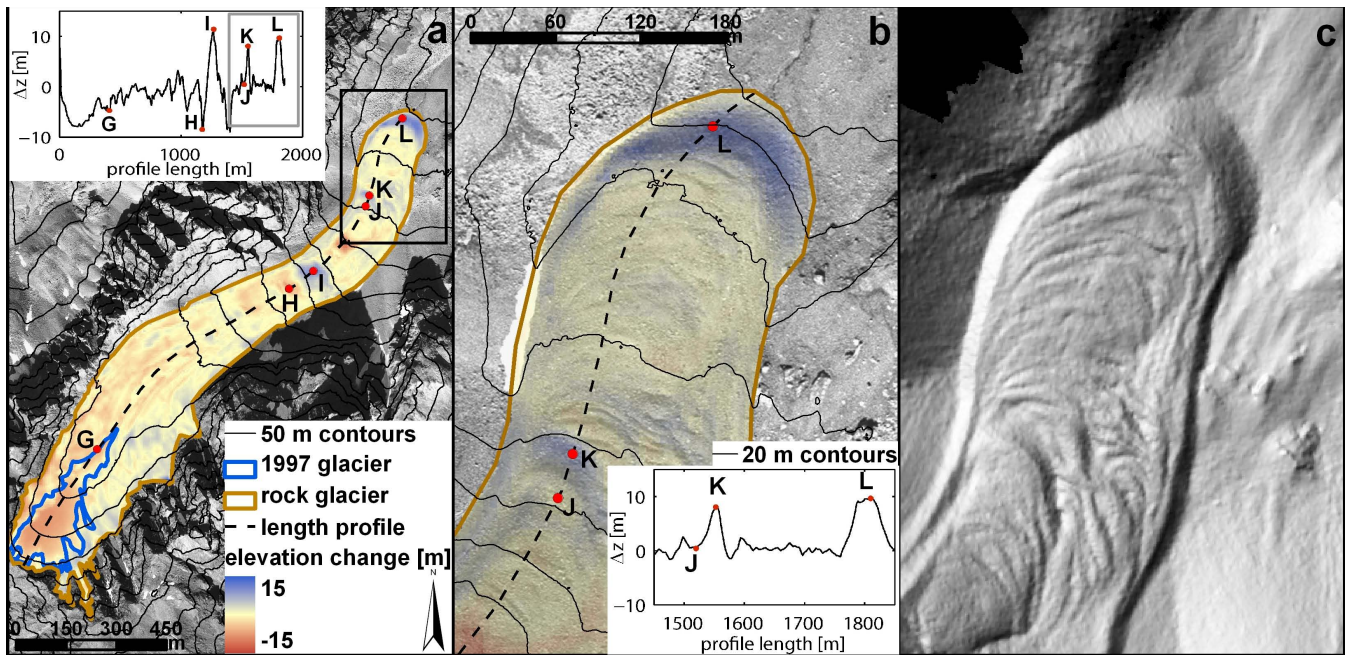 a
10
0
−10
Δz [m]
I
K
L
J
G
H
0
1000
2000
profile length [m]
L
K
J
I
H
G
50 m contours
1997 glacier
rock glacier
length profile
elevation change [m]
15
-15
N
0 150 300 450
m
0 60 120 180
m
b
L
K
J
20 m contours
10
0
−10
Δz [m]
K
L
J
1500
1600
1700
1800
profile length [m]
c